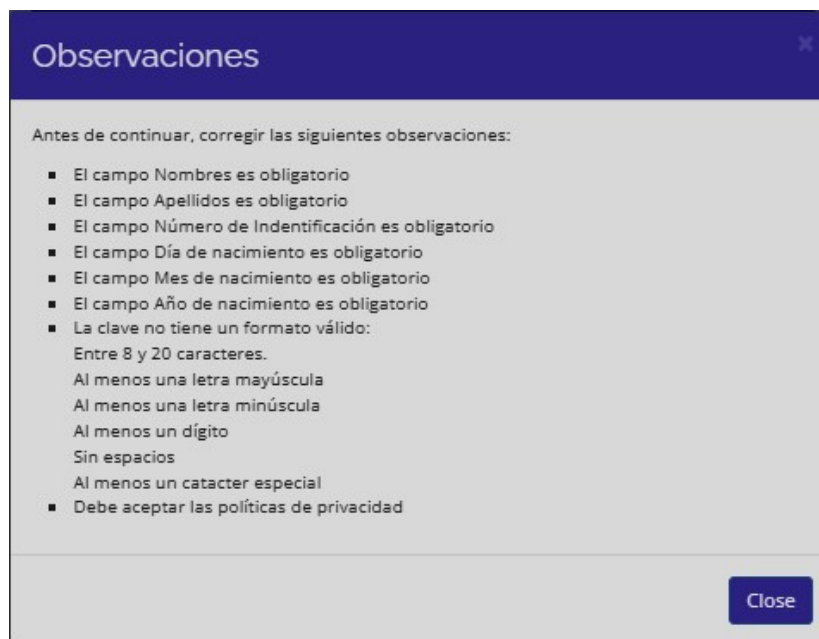 Observaciones
×
Antes de continuar, corregir las siguientes observaciones:
▪ El campo Nombres es obligatorio
▪ El campo Apellidos es obligatorio
▪ El campo Número de Indentificación es obligatorio
▪ El campo Día de nacimiento es obligatorio
▪ El campo Mes de nacimiento es obligatorio
▪ El campo Año de nacimiento es obligatorio
▪ La clave no tiene un formato válido:
Entre 8 y 20 caracteres.
Al menos una letra mayúscula
Al menos una letra minúscula
Al menos un dígito
Sin espacios
Al menos un catacter especial
▪ Debe aceptar las políticas de privacidad
Close